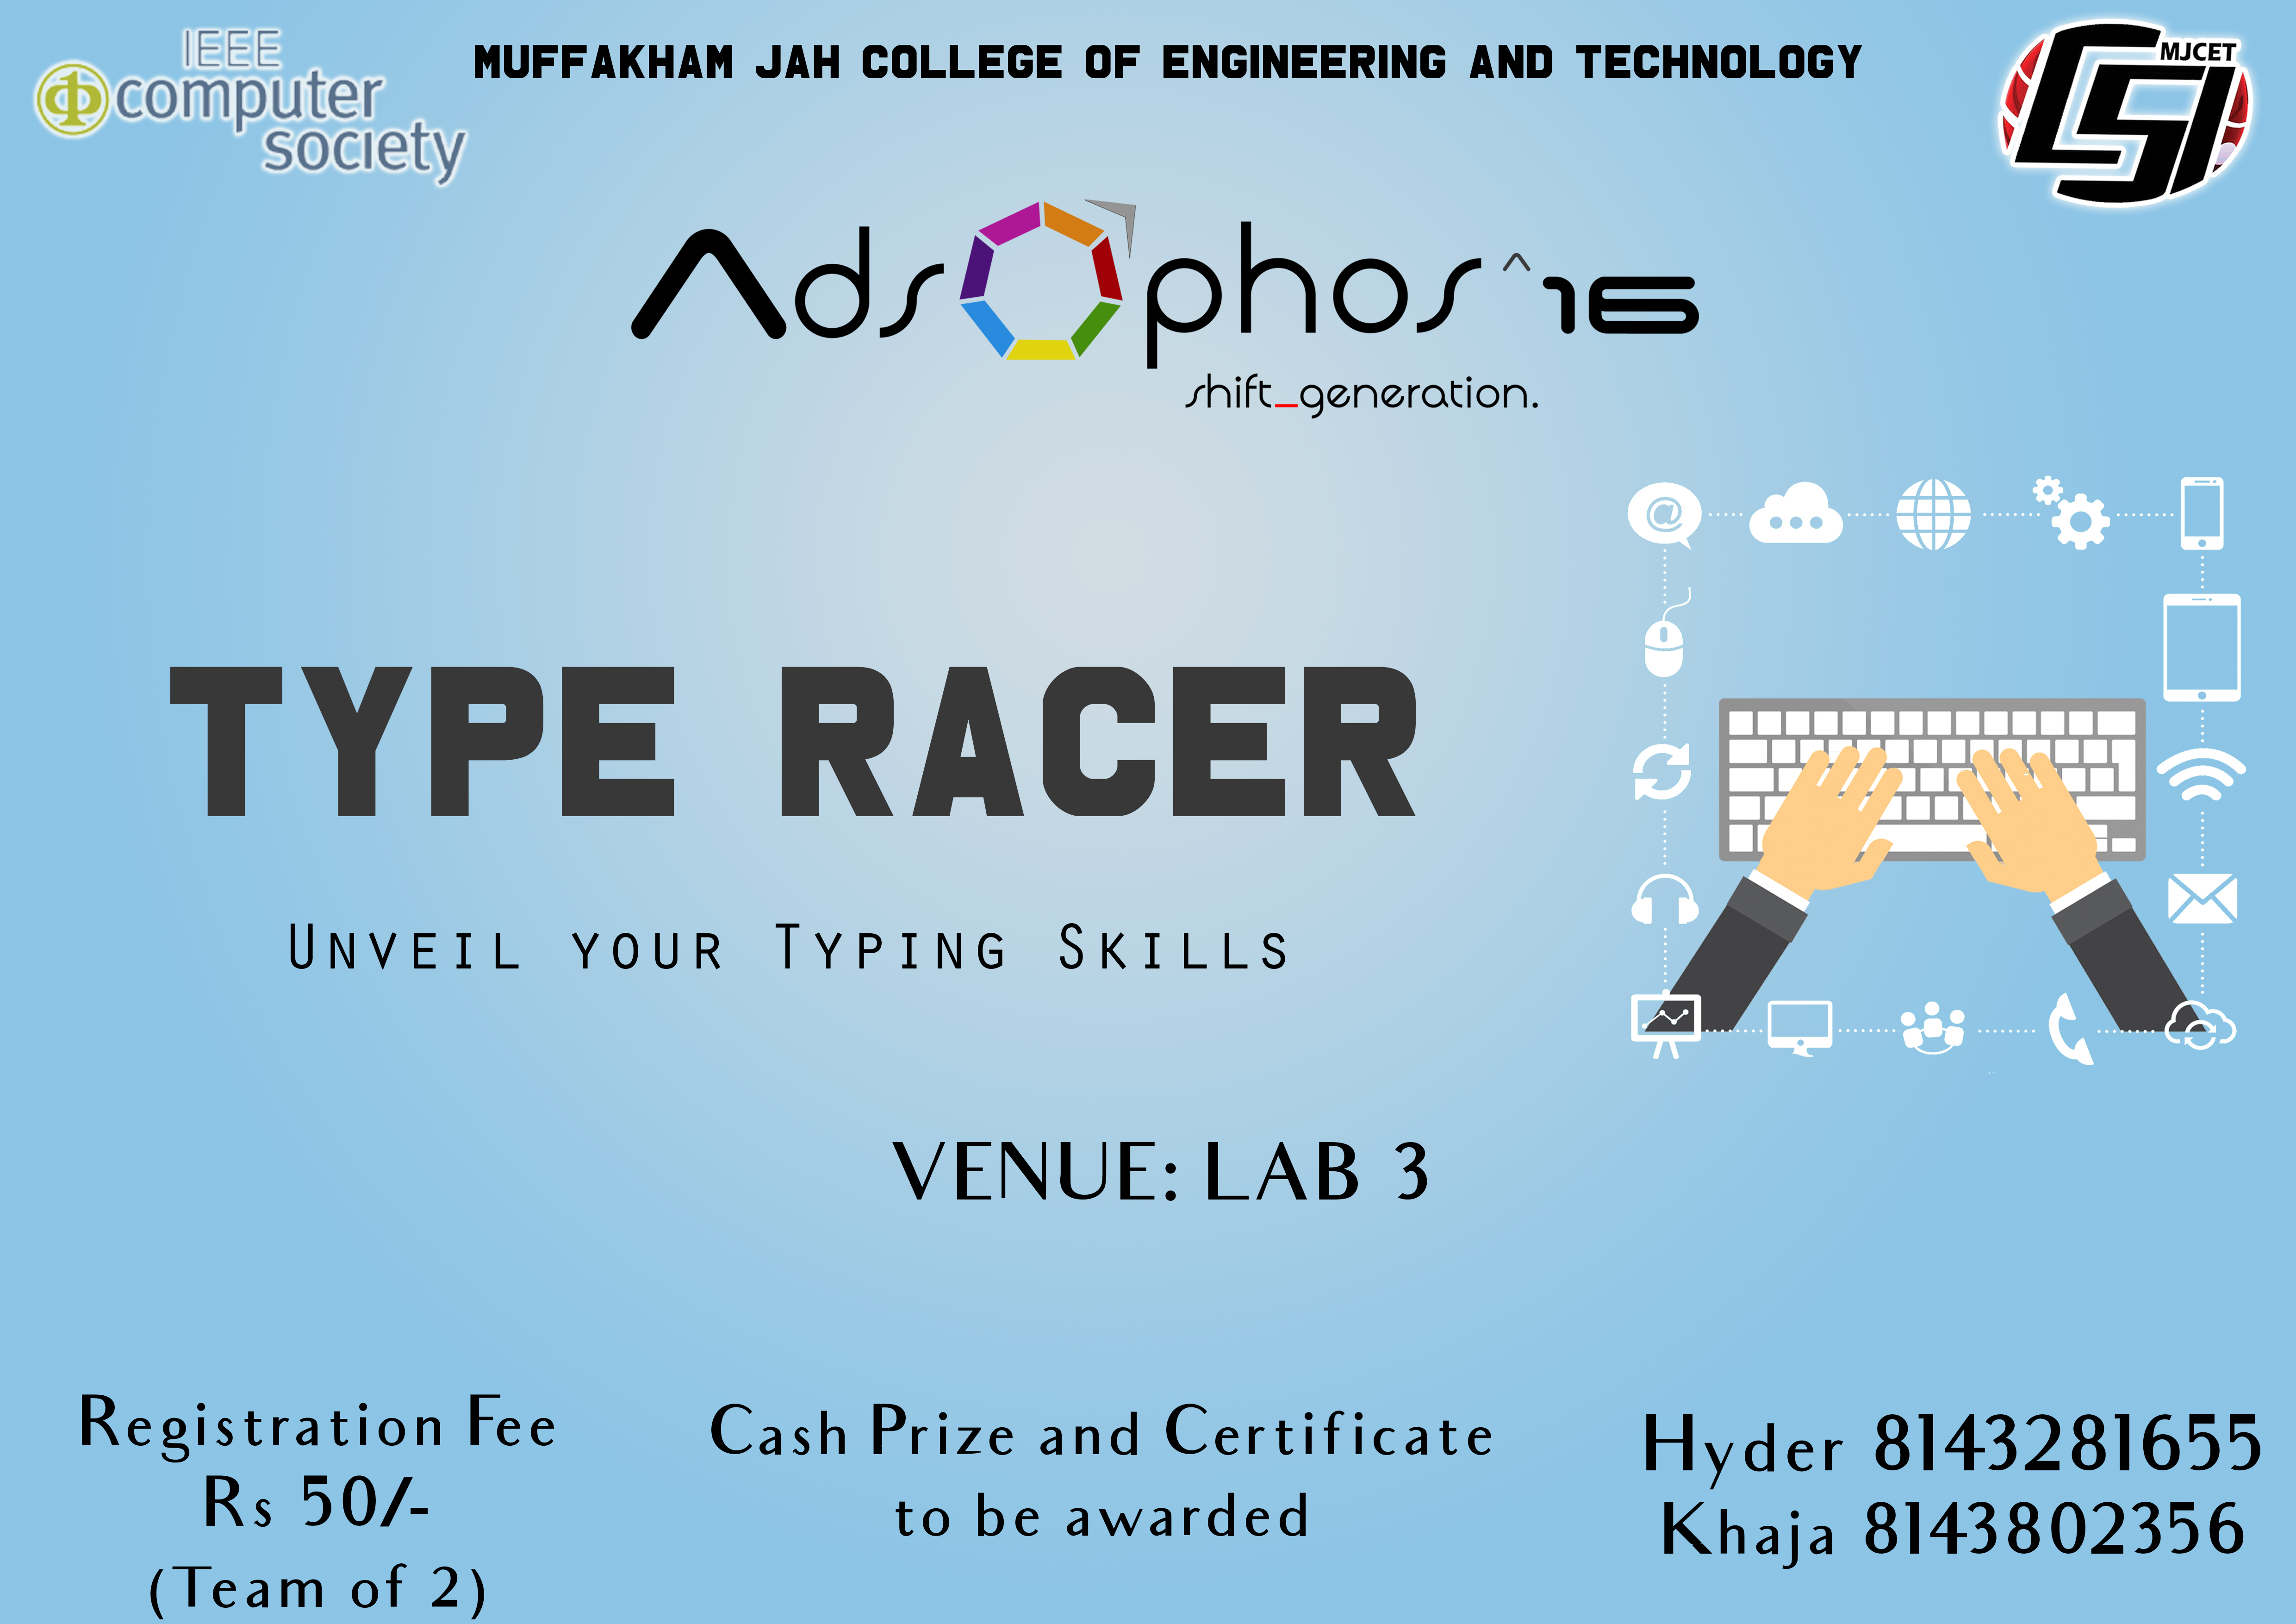 IEEE
computer
society
MUFFAKHAM JAH COLLEGE OF ENGINEERING AND TECHNOLOGY
MJCET
CSI
Adsophos ^16
shift_generation.
@
TYPE RACER
Unveil your Typing Skills
VENUE: LAB 3
Registration Fee
Rs 50/-
(Team of 2)
Cash Prize and Certificate
to be awarded
Hyder 8143281655
Khaja 8143802356